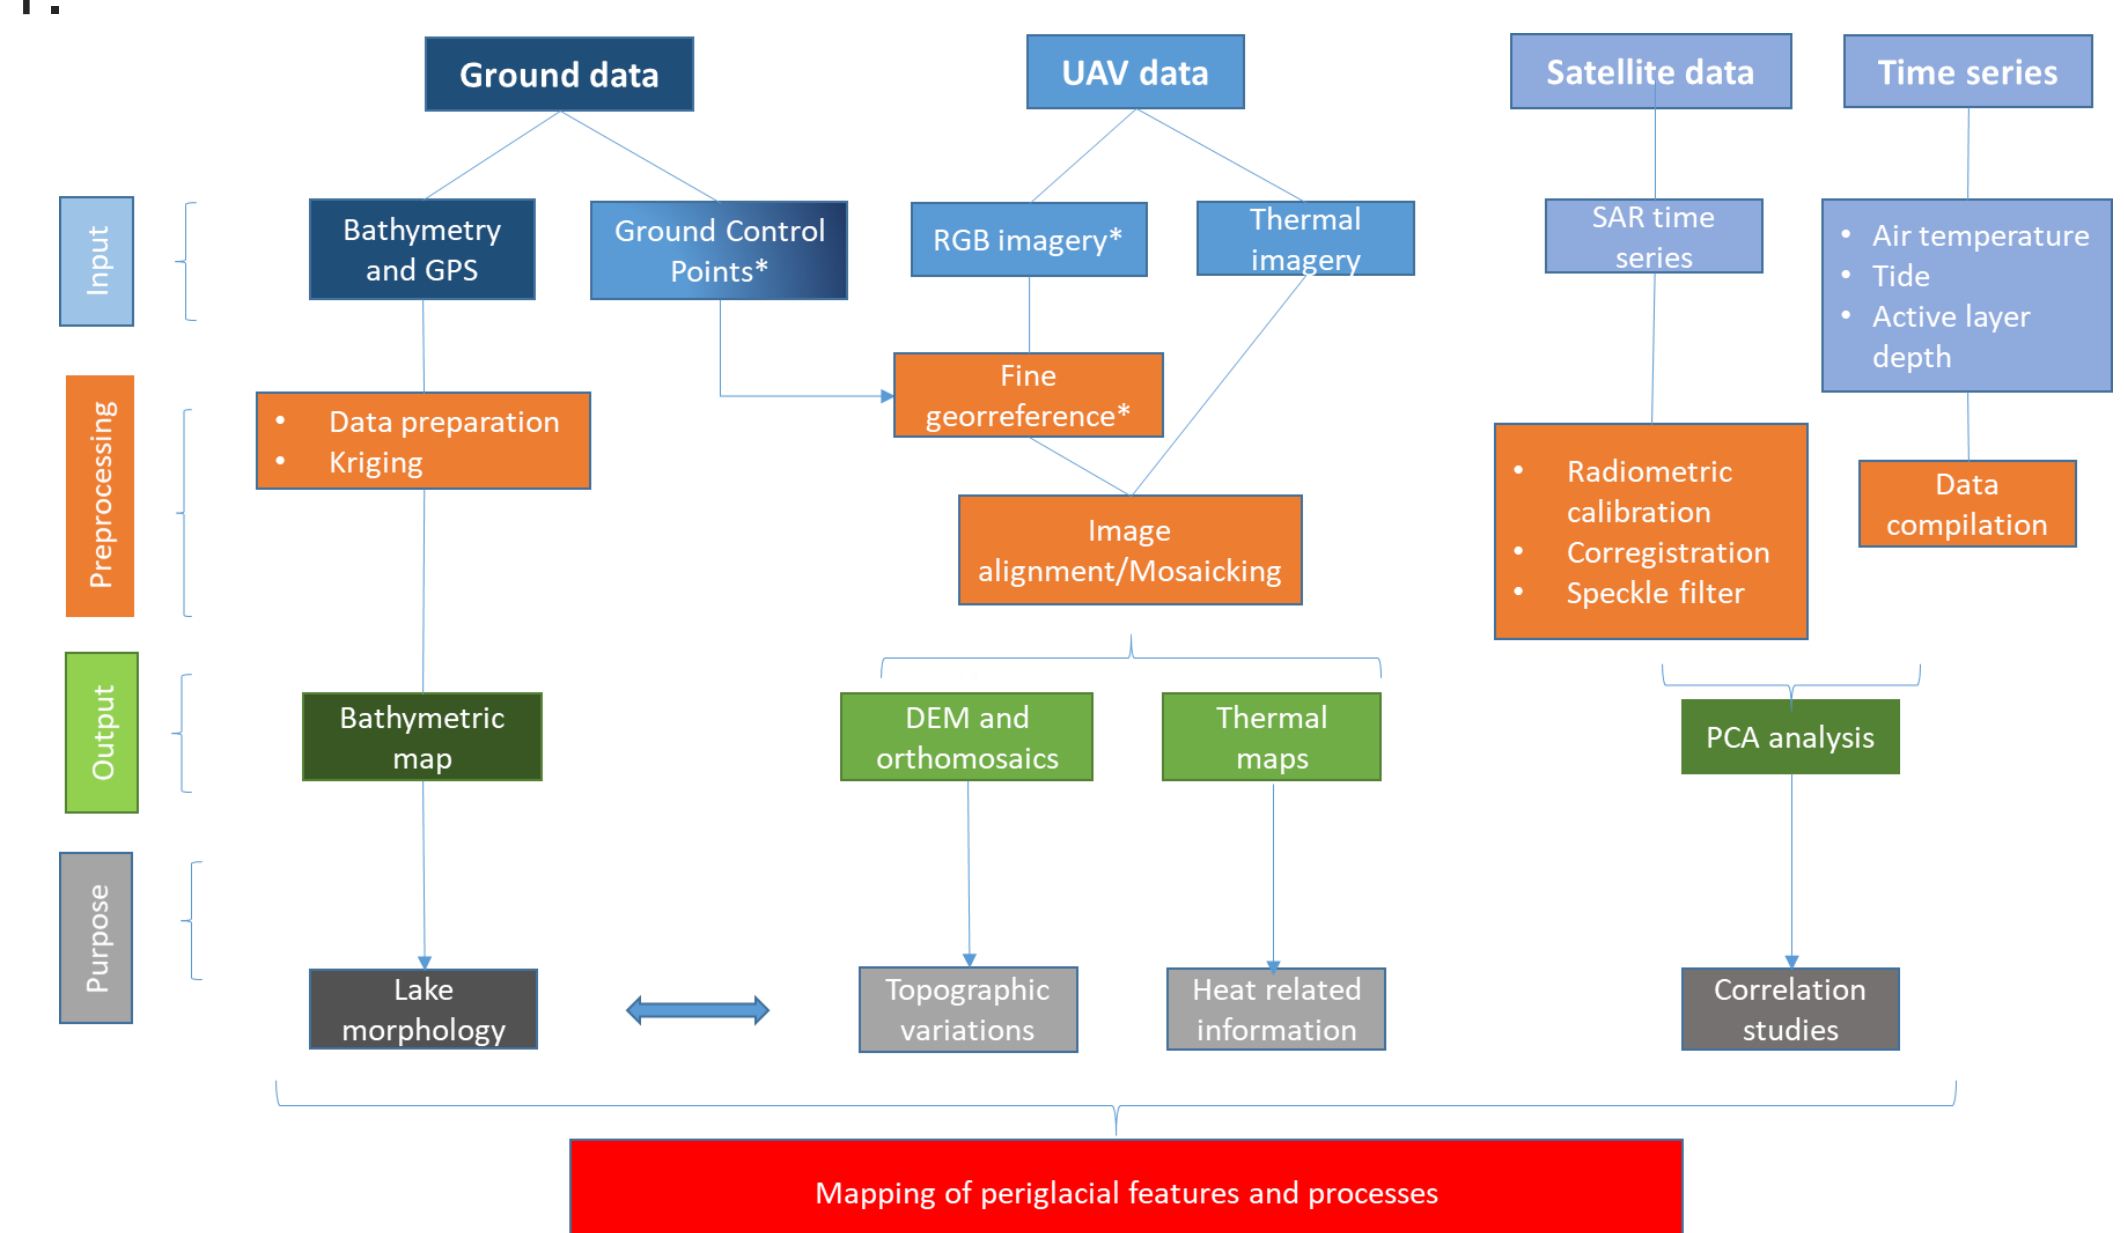 Ground data
UAV data
Satellite data
Time series
Input
Bathymetry
and GPS
Ground Control
Points*
RGB imagery*
Thermal
imagery
SAR time
series
• Air temperature
• Tide
• Active layer
depth
Preprocessing
• Data preparation
• Kriging
Fine
georreference*
Image
alignment/Mosaicking
• Radiometric
calibration
• Corregistration
• Speckle filter
Data
compilation
Output
Bathymetric
map
DEM and
orthomosaics
Thermal
maps
PCA analysis
Purpose
Lake
morphology
Topographic
variations
Heat related
information
Correlation
studies
Mapping of periglacial features and processes